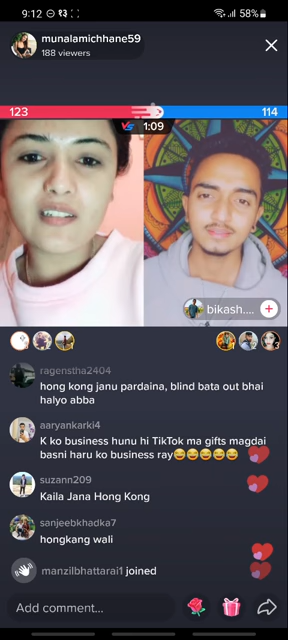 9:12
58%
munalamichhane59
188 viewers
123
114
VS 1:09
bikash....
ragenstha2404
hong kong janu pardaina, blind bata out bhai
halyo abba
aaryankarki4
K ko business hunu hi TikTok ma gifts magdai
basni haru ko business ray😂😂😂😂😂
suzann209
Kaila Jana Hong Kong
sanjeebkhadka7
hongkang wali
manzilbhattarai1 joined
Add comment...